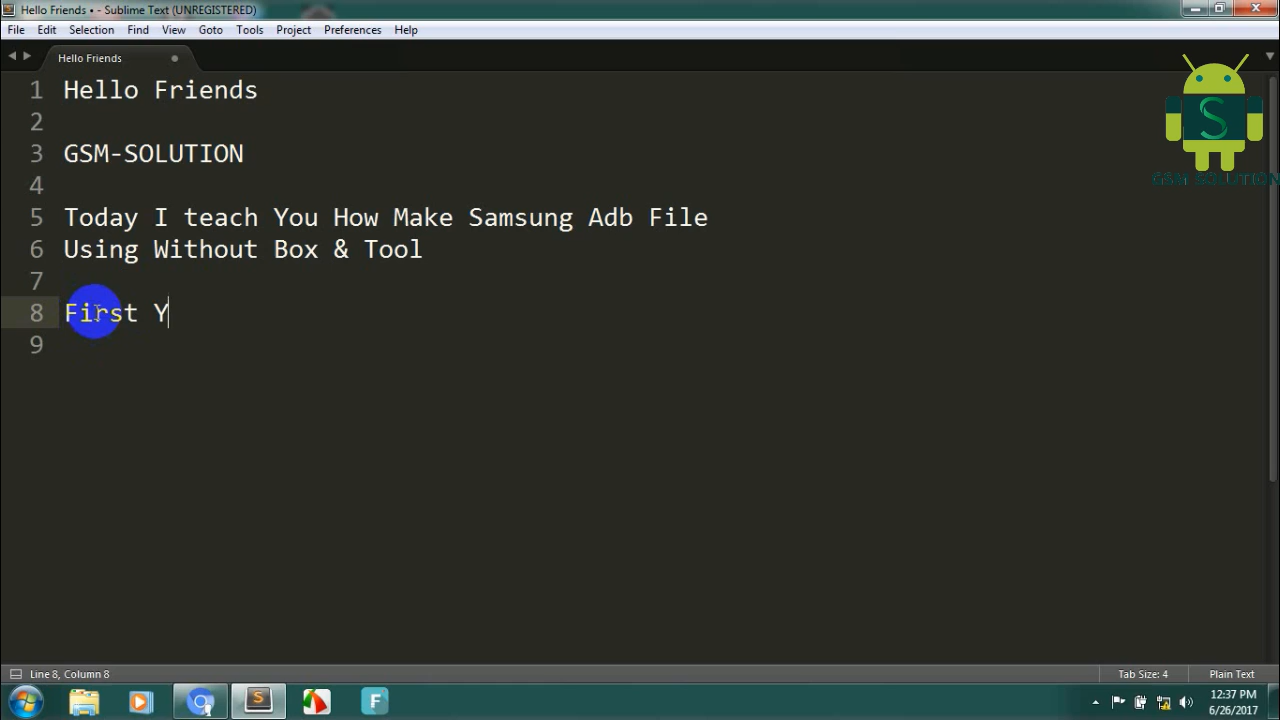 Hello Friends • - Sublime Text (UNREGISTERED)
File Edit Selection Find View Goto Tools Project Preferences Help
Hello Friends
1 Hello Friends
2
3 GSM-SOLUTION
4
5 Today I teach You How Make Samsung Adb File
6 Using Without Box & Tool
7
8 First Y
9
S
GSM SOLUTION
Line 8, Column 8
Tab Size: 4
Plain Text
S
F
12:37 PM
6/26/2017